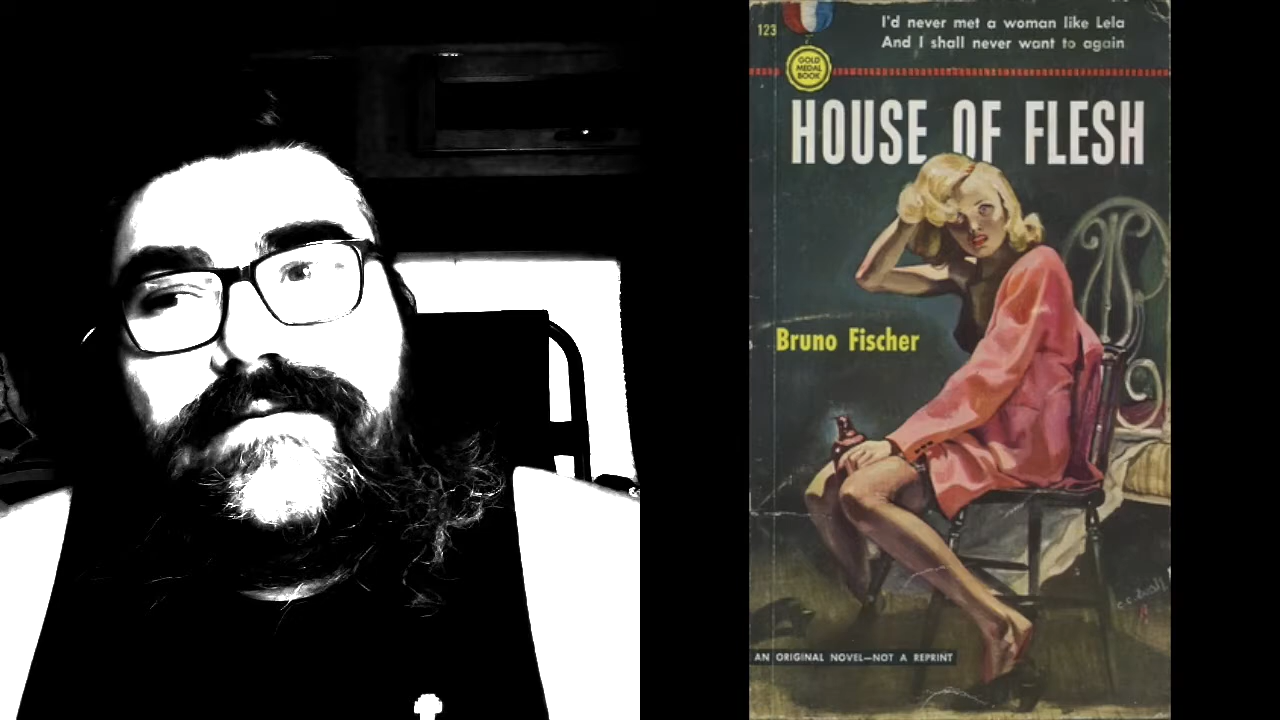 123
I'd never met a woman like Lela
And I shall never want to again
GOLD
MEDAL
BOOK
HOUSE OF FLESH
Bruno Fischer
AN ORIGINAL NOVEL—NOT A REPRINT